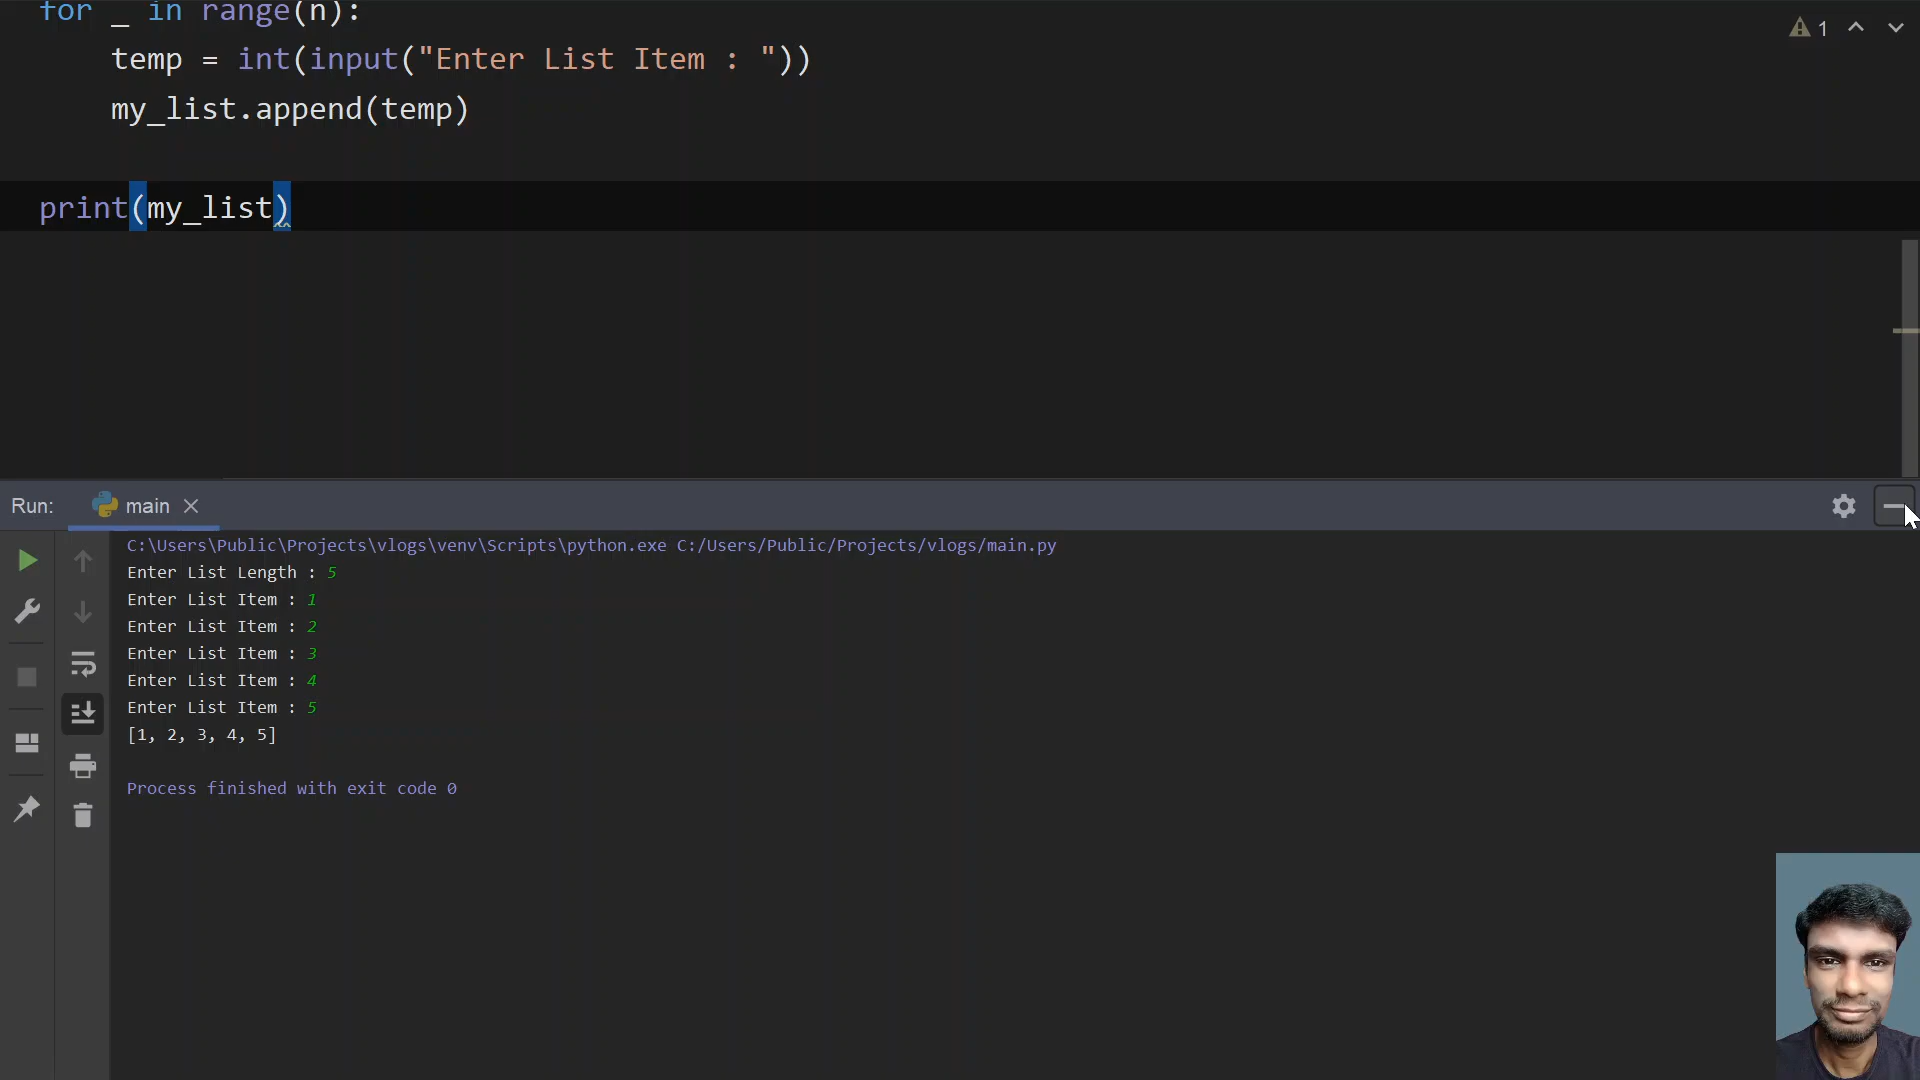 for _ in range(n):
temp = int(input("Enter List Item : "))
my_list.append(temp)
print(my_list)
1
Run: main
C:\Users\Public\Projects\vlogs\venv\Scripts\python.exe C:/Users/Public/Projects/vlogs/main.py
Enter List Length : 5
Enter List Item : 1
Enter List Item : 2
Enter List Item : 3
Enter List Item : 4
Enter List Item : 5
[1, 2, 3, 4, 5]
Process finished with exit code 0